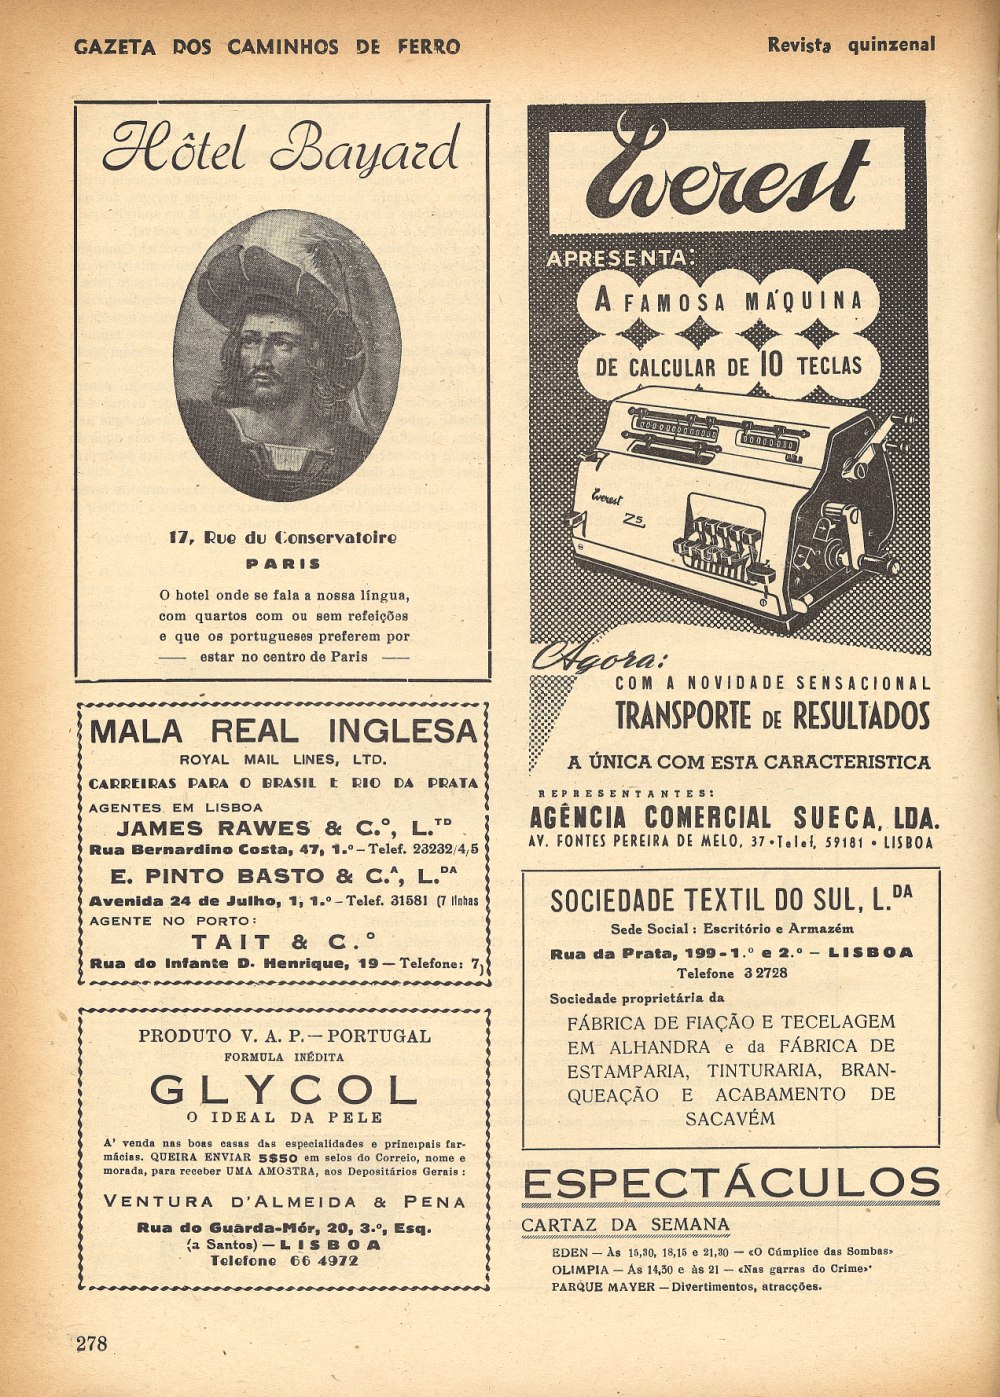 GAZETA DOS CAMINHOS DE FERRO
Revista quinzenal
Hôtel Bayard
17, Rue du Conservatoire
PARIS
O hotel onde se fala a nossa língua,
com quartos com ou sem refeições
e que os portugueses preferem por
—— estar no centro de Paris ——
MALA REAL INGLESA
ROYAL MAIL LINES, LTD.
CARREIRAS PARA O BRASIL E RIO DA PRATA
AGENTES EM LISBOA
JAMES RAWES & C.º, L.TD
Rua Bernardino Costa, 47, 1.º – Telef. 23232/4,5
E. PINTO BASTO & C.ª, L.DA
Avenida 24 de Julho, 1, 1.º – Telef. 31581 (7 linhas
AGENTE NO PORTO:
TAIT & C.º
Rua do Infante D. Henrique, 19 — Telefone: 7
PRODUTO V. A. P. — PORTUGAL
FORMULA INÉDITA
GLYCOL
O IDEAL DA PELE
A' venda nas boas casas das especialidades e principais far-
mácias. QUEIRA ENVIAR 5$50 em selos do Correio, nome e
morada, para receber UMA AMOSTRA, aos Depositários Gerais:
VENTURA D'ALMEIDA & PENA
Rua do Guarda-Mór, 20, 3.º, Esq.
(a Santos) — LISBOA
Telefone 66 4972
278
Everest
APRESENTA:
A FAMOSA MÁQUINA
DE CALCULAR DE 10 TECLAS
Everest
Z5
Agora:
COM A NOVIDADE SENSACIONAL
TRANSPORTE DE RESULTADOS
A ÚNICA COM ESTA CARACTERISTICA
REPRESENTANTES:
AGÊNCIA COMERCIAL SUECA, LDA.
AV. FONTES PEREIRA DE MELO, 37 • Telef. 59181 • LISBOA
SOCIEDADE TEXTIL DO SUL, L.DA
Sede Social: Escritório e Armazém
Rua da Prata, 199-1.º e 2.º – LISBOA
Telefone 3 2728
Sociedade proprietária da
FÁBRICA DE FIAÇÃO E TECELAGEM
EM ALHANDRA e da FÁBRICA DE
ESTAMPARIA, TINTURARIA, BRAN-
QUEAÇÃO E ACABAMENTO DE
SACAVÉM
ESPECTÁCULOS
CARTAZ DA SEMANA
EDEN — Às 15,30, 18,15 e 21,30 — «O Cúmplice das Sombas»
OLIMPIA — Às 14,30 e às 21 — «Nas garras do Crime»
PARQUE MAYER — Divertimentos, atracções.